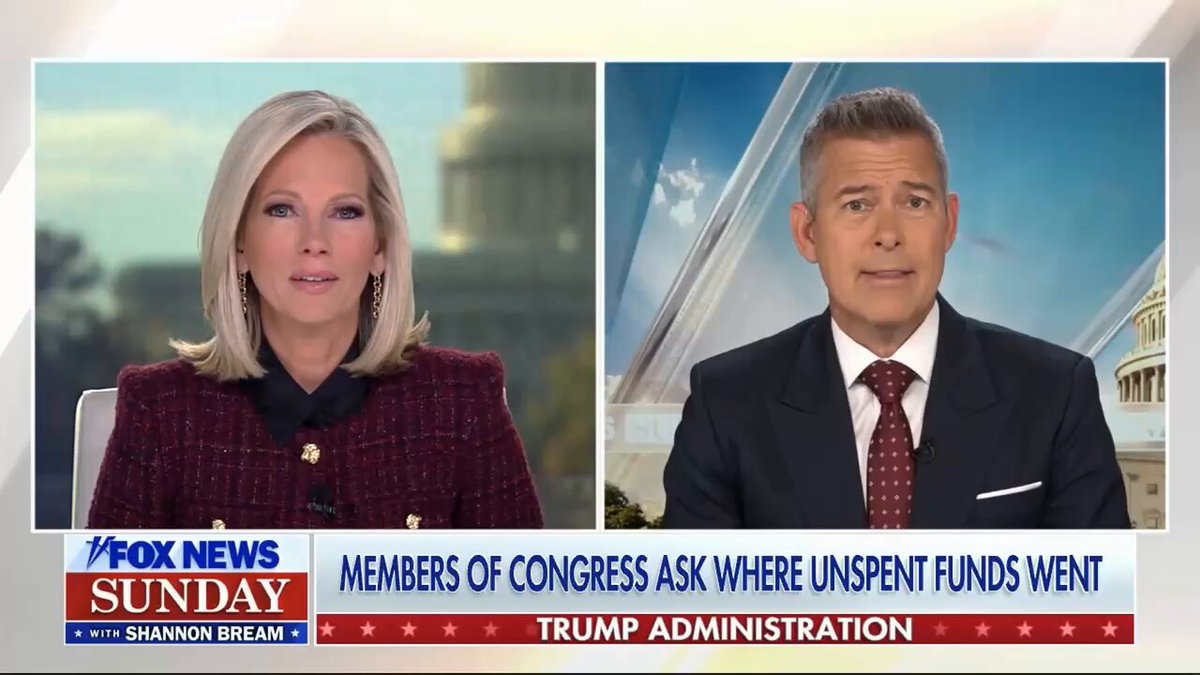 MEMBERS OF CONGRESS ASK WHERE UNSPENT FUNDS WENT
TRUMP ADMINISTRATION
FOX NEWS
SUNDAY
WITH SHANNON BREAM